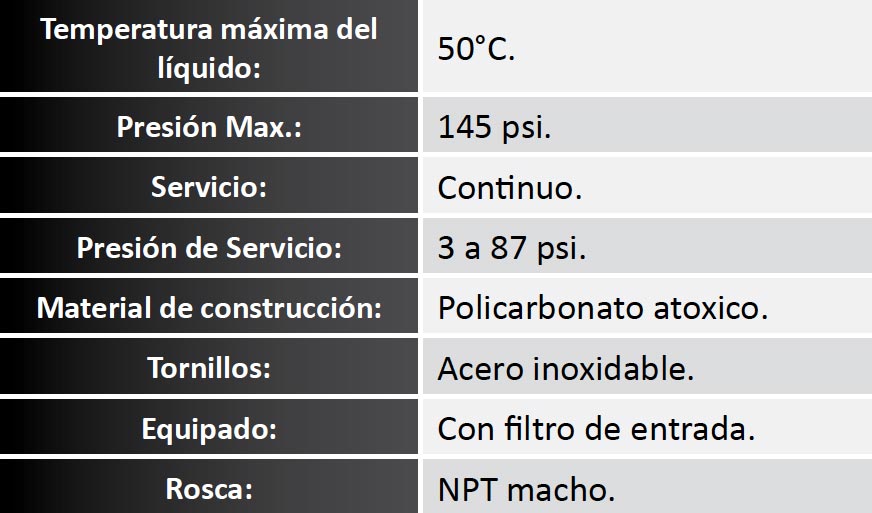 Temperatura máxima del
líquido:
50°C.
Presión Max.:
145 psi.
Servicio:
Continuo.
Presión de Servicio:
3 a 87 psi.
Material de construcción:
Policarbonato atoxico.
Tornillos:
Acero inoxidable.
Equipado:
Con filtro de entrada.
Rosca:
NPT macho.